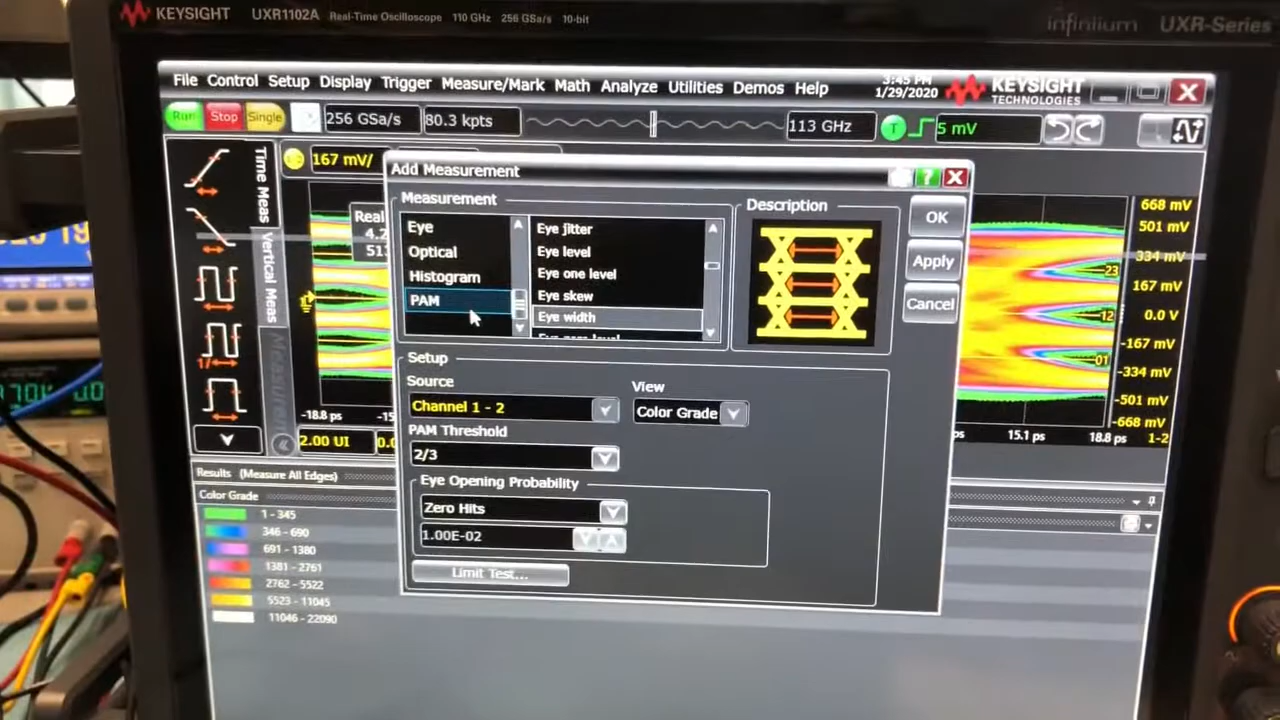 KEYSIGHT UXR1102A Real-Time Oscilloscope 110 GHz 256 GSa/s 10-bit infiniium UXR-Series
File Control Setup Display Trigger Measure/Mark Math Analyze Utilities Demos Help
3:45 PM
1/29/2020
KEYSIGHT
TECHNOLOGIES
Run Stop Single 256 GSa/s 80.3 kpts 113 GHz T 5 mV
Time Meas
Vertical Meas
167 mV/
Real
4.2
513
Add Measurement
Measurement
Eye
Optical
Histogram
PAM
Eye jitter
Eye level
Eye one level
Eye skew
Eye width
Description
OK
Apply
Cancel
Setup
Source
Channel 1 - 2
View
Color Grade
PAM Threshold
2/3
Eye Opening Probability
Zero Hits
1.00E-02
Limit Test...
668 mV
501 mV
334 mV
167 mV
0.0 V
-167 mV
-334 mV
-501 mV
-668 mV
23
12
01
-18.8 ps
15.1 ps 18.8 ps 1-2
2.00 UI
Results (Measure All Edges)
Color Grade
1 - 345
346 - 690
691 - 1380
1381 - 2761
2762 - 5522
5523 - 11045
11046 - 22090